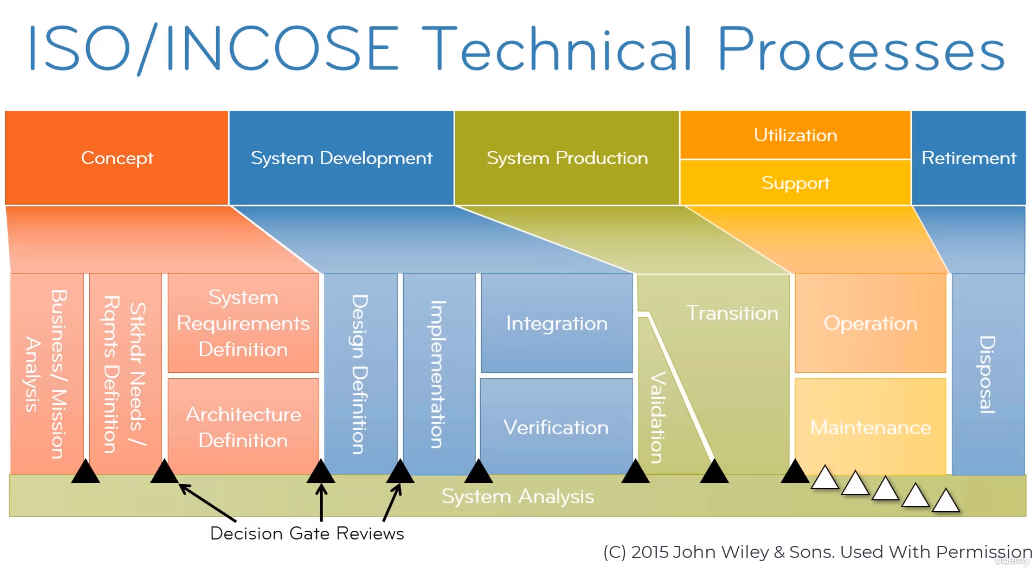 ISO/INCOSE Technical Processes
Concept
System Development
System Production
Utilization
Support
Retirement
Business/ Mission
Analysis
Stkhdr Needs /
Rqmts Definition
System
Requirements
Definition
Architecture
Definition
Design Definition
Implementation
Integration
Verification
Validation
Transition
Operation
Maintenance
Disposal
System Analysis
Decision Gate Reviews
(C) 2015 John Wiley & Sons. Used With Permission
udemy